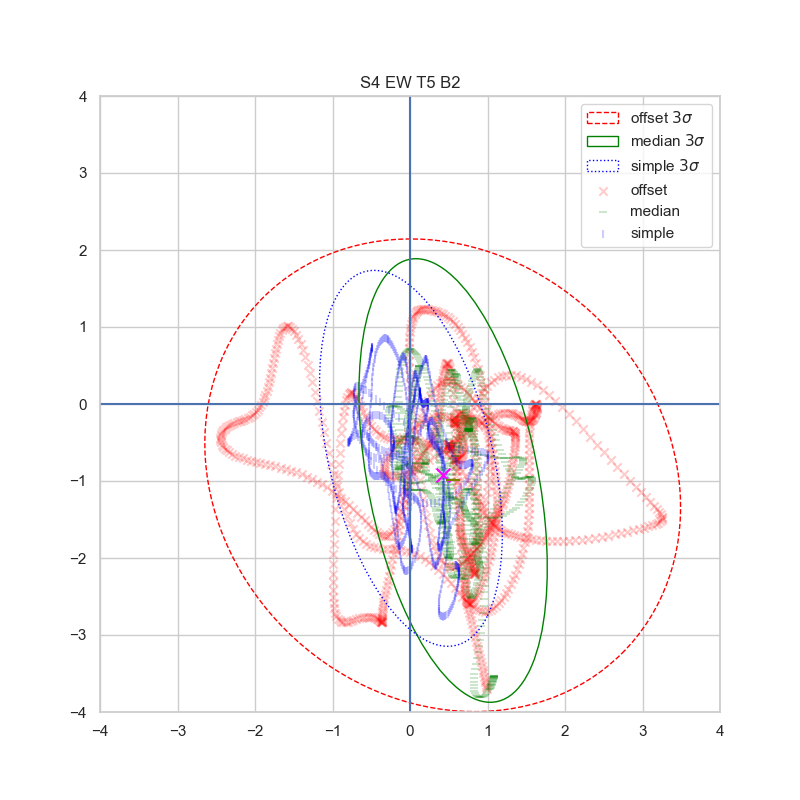 S4 EW T5 B2
offset 3σ
median 3σ
simple 3σ
offset
median
simple
4
3
2
1
0
−1
−2
−3
−4
−4 −3 −2 −1 0 1 2 3 4